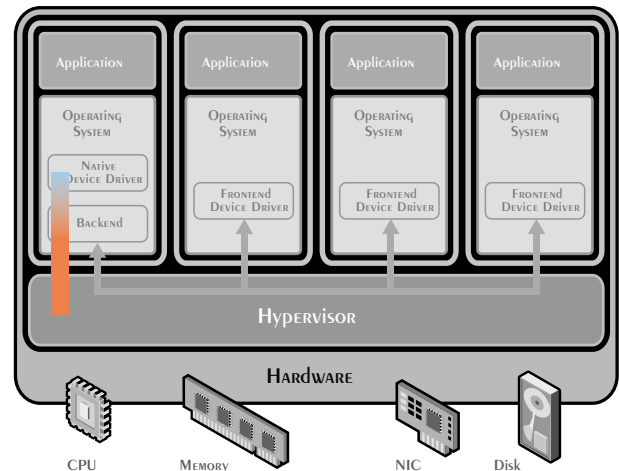 Application
Application
Application
Application
Operating
System
Operating
System
Operating
System
Operating
System
Native
Device Driver
Backend
Frontend
Device Driver
Frontend
Device Driver
Frontend
Device Driver
Hypervisor
Hardware
CPU
Memory
NIC
Disk